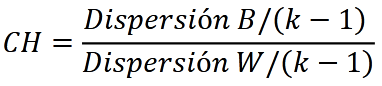 CH = Dispersión B/(k − 1)
Dispersión W/(k − 1)